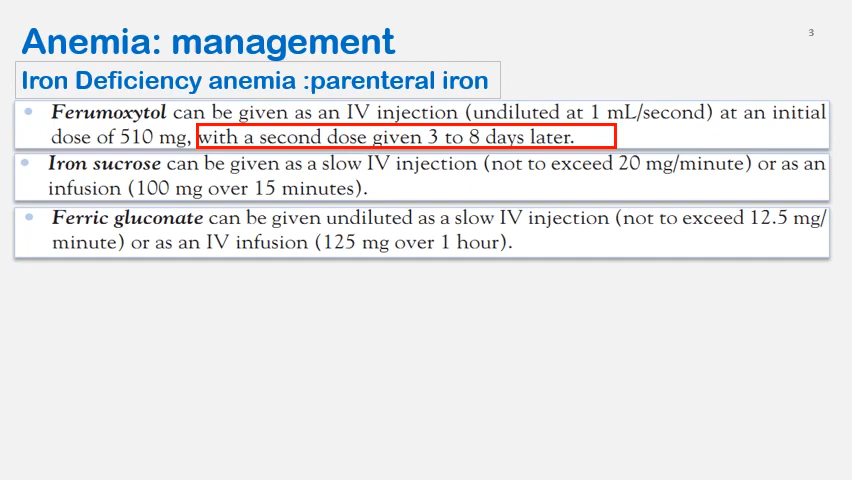 3
Anemia: management
Iron Deficiency anemia :parenteral iron
• Ferumoxytol can be given as an IV injection (undiluted at 1 mL/second) at an initial
dose of 510 mg, with a second dose given 3 to 8 days later.
• Iron sucrose can be given as a slow IV injection (not to exceed 20 mg/minute) or as an
infusion (100 mg over 15 minutes).
• Ferric gluconate can be given undiluted as a slow IV injection (not to exceed 12.5 mg/
minute) or as an IV infusion (125 mg over 1 hour).